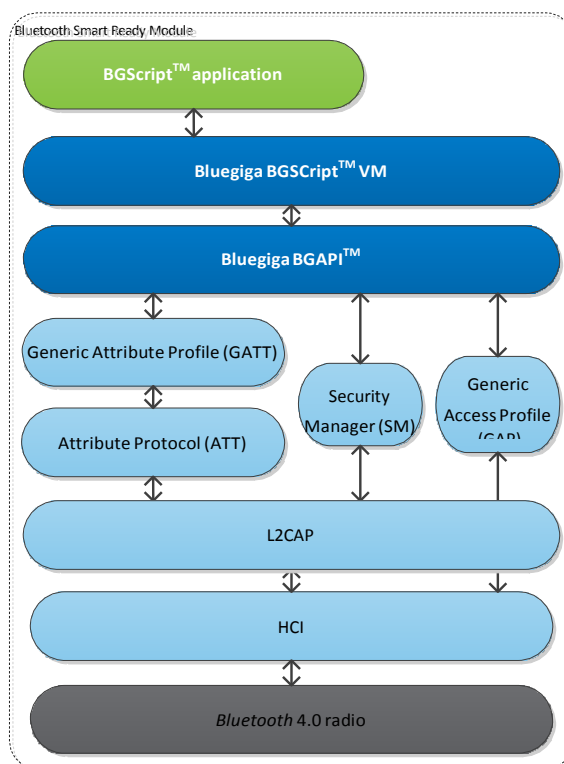 Bluetooth Smart Ready Module
BGScript™ application
Bluegiga BGSCript™ VM
Bluegiga BGAPI™
Generic Attribute Profile (GATT)
Attribute Protocol (ATT)
Security
Manager (SM)
Generic
Access Profile
(GAP)
L2CAP
HCI
Bluetooth 4.0 radio